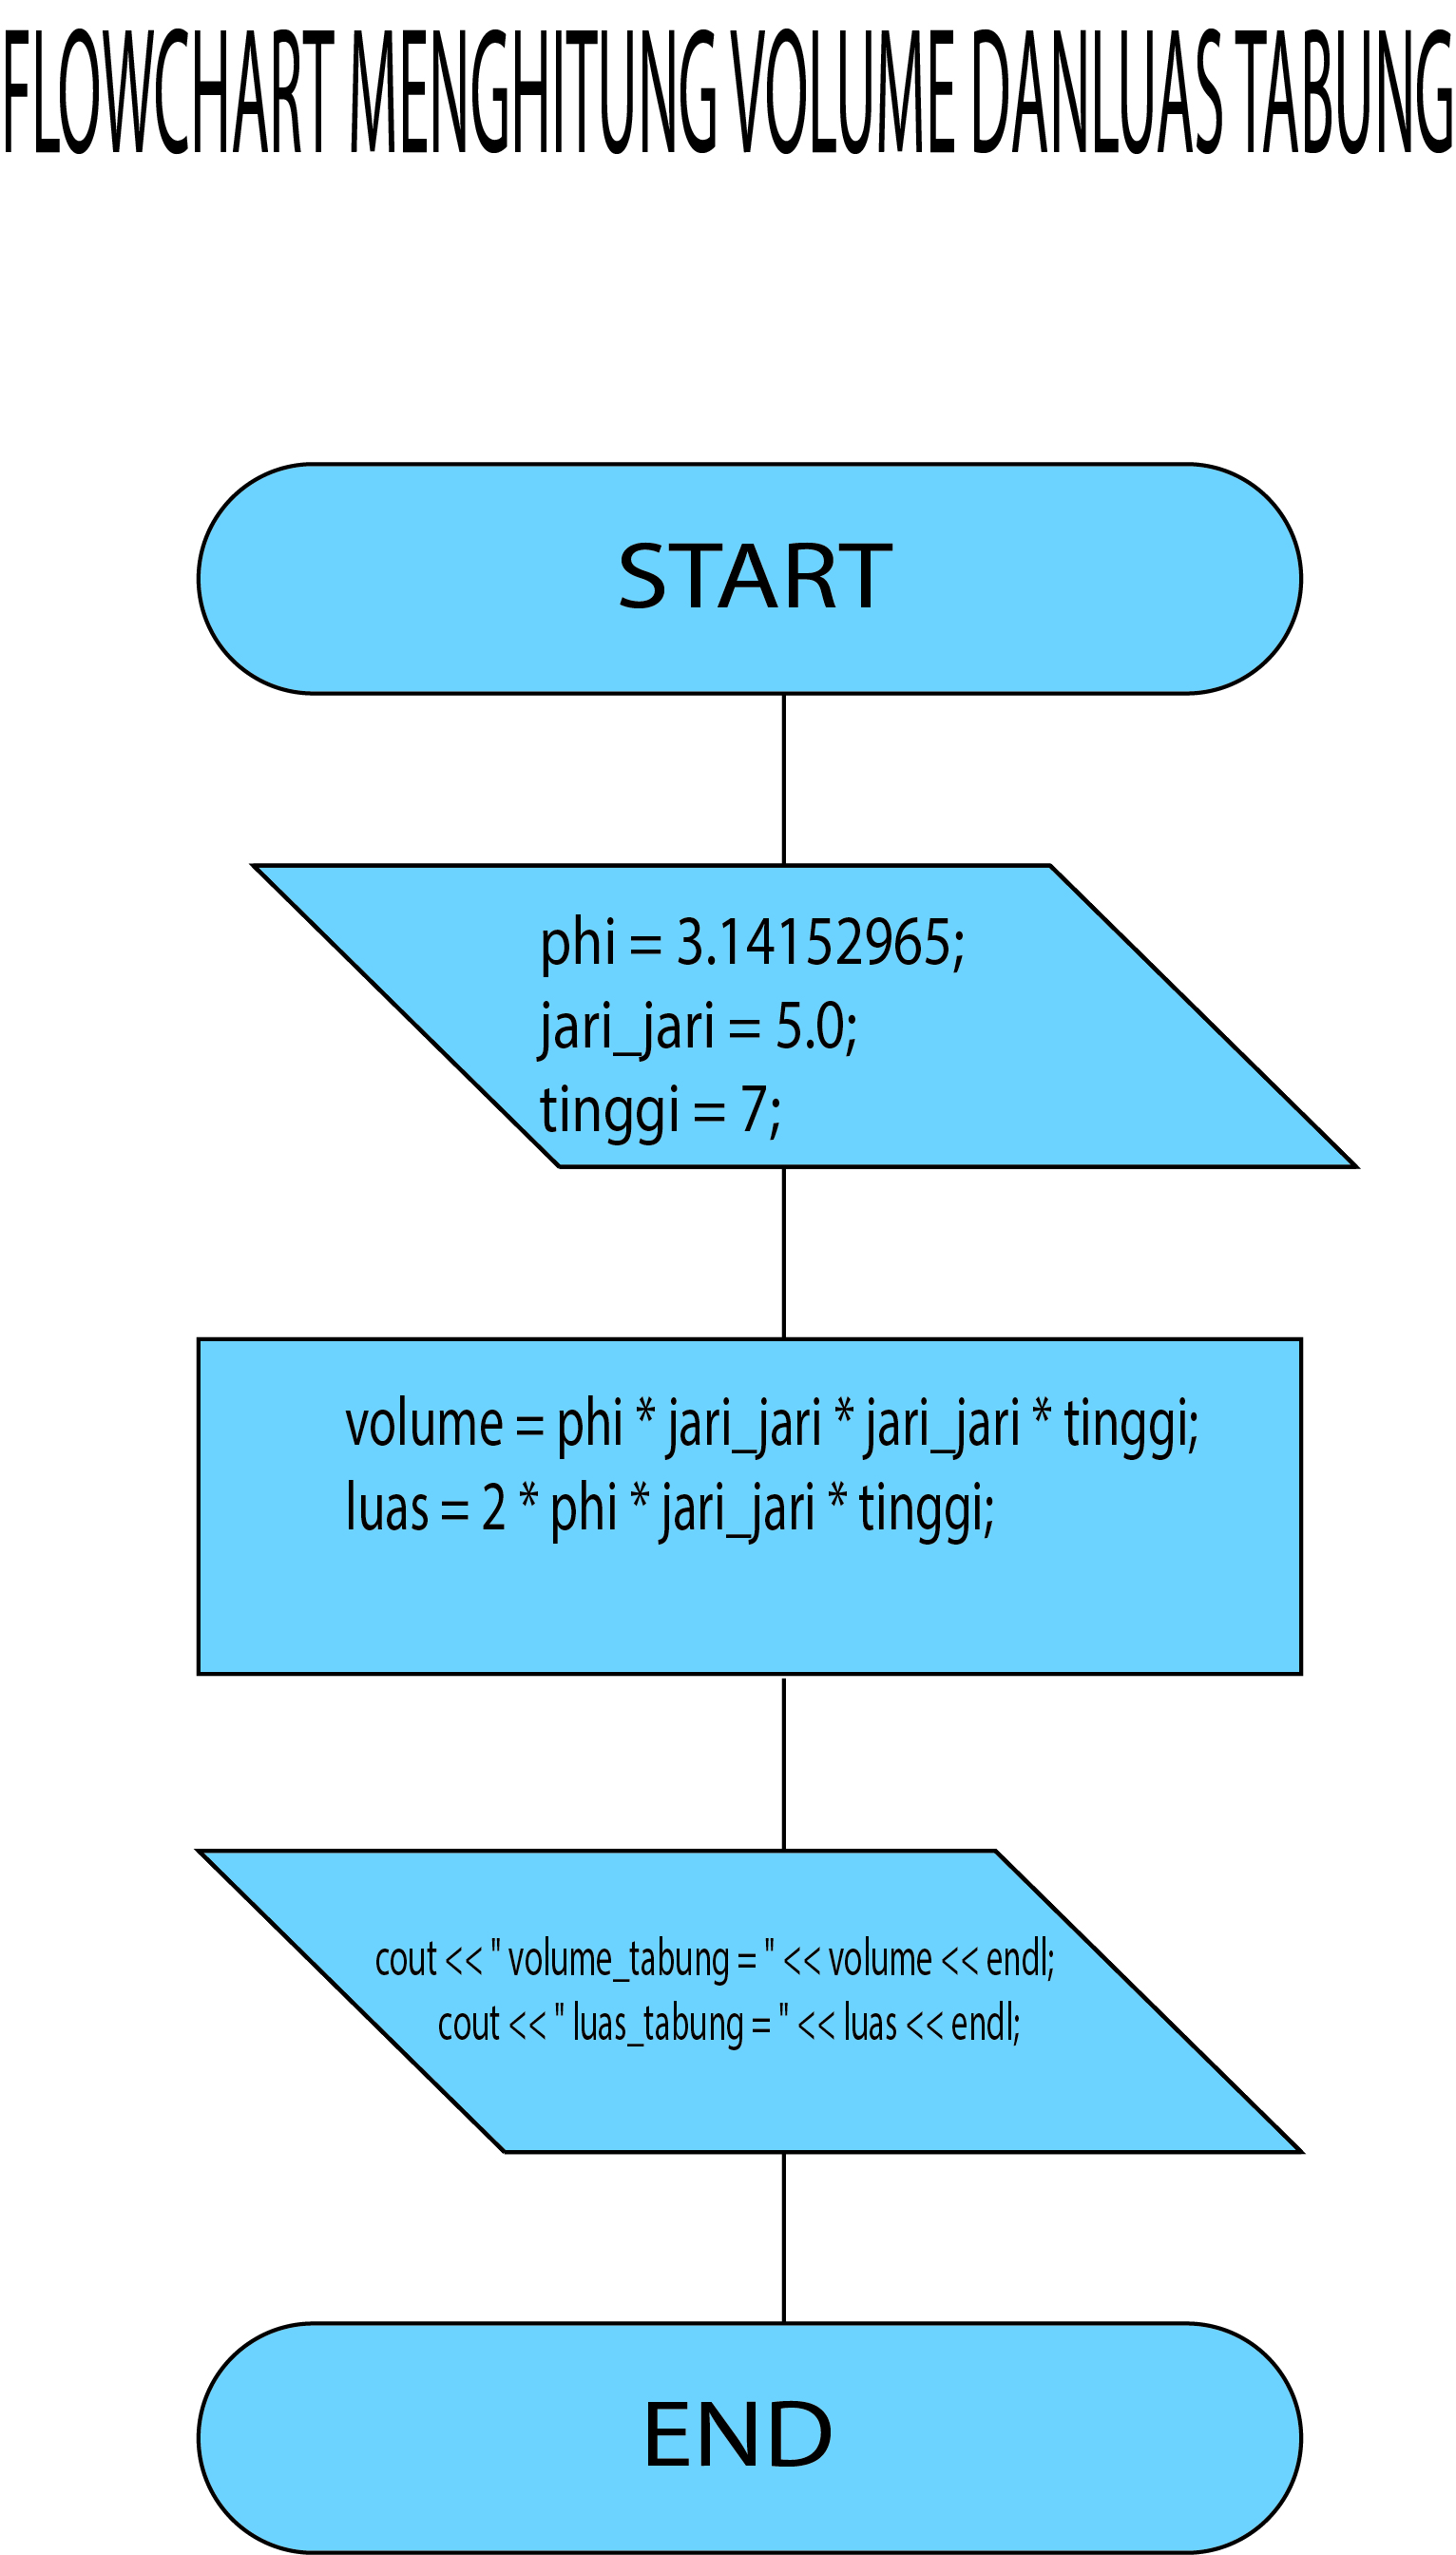 FLOWCHART MENGHITUNG VOLUME DANLUAS TABUNG
START
phi = 3.14152965;
jari_jari = 5.0;
tinggi = 7;
volume = phi * jari_jari * jari_jari * tinggi;
luas = 2 * phi * jari_jari * tinggi;
cout << " volume_tabung = " << volume << endl;
cout << " luas_tabung = " << luas << endl;
END